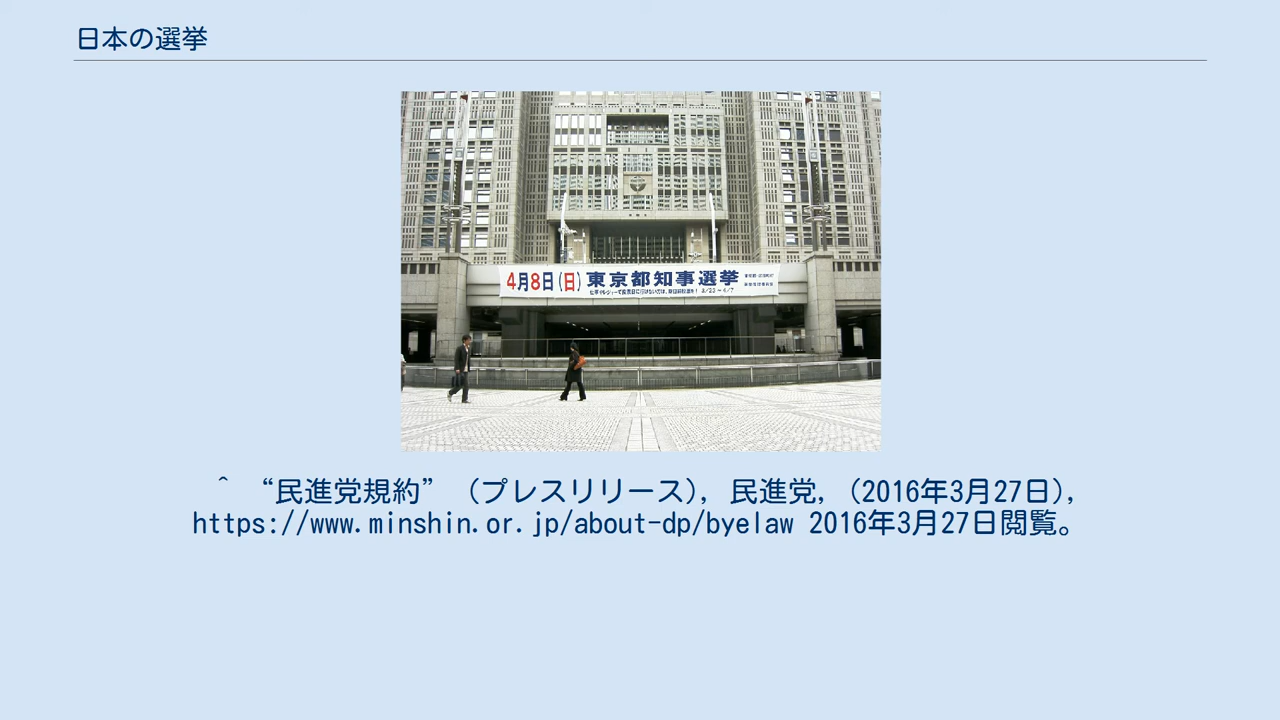 日本の選挙
4月8日(日)東京都知事選挙
^ “民進党規約” (プレスリリース), 民進党, (2016年3月27日),
https://www.minshin.or.jp/about-dp/byelaw 2016年3月27日閲覧。